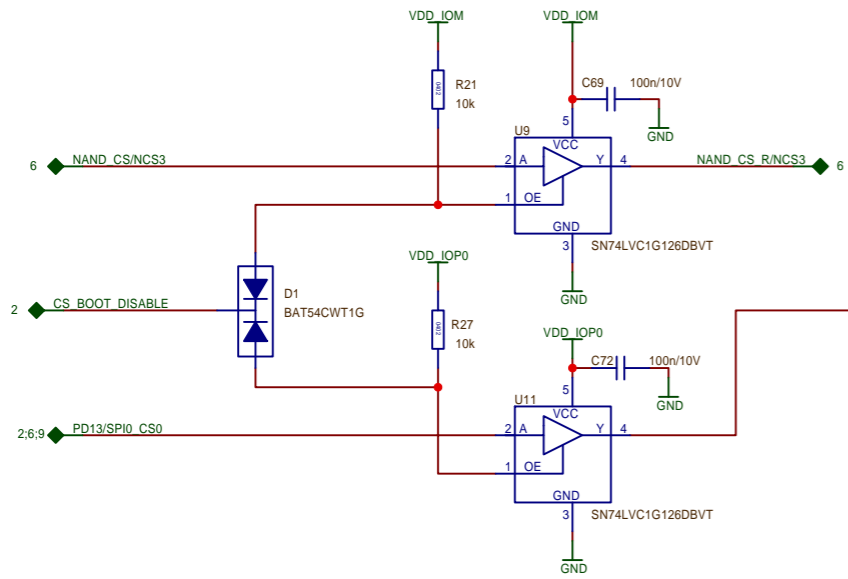 VDD_IOM
VDD_IOM
0402
R21
10k
C69
100n/10V
GND
5
U9
VCC
6
NAND_CS/NCS3
2
A
Y
4
NAND_CS_R/NCS3
6
1
OE
GND
3
SN74LVC1G126DBVT
GND
VDD_IOP0
D1
BAT54CWT1G
2
CS_BOOT_DISABLE
0402
R27
10k
VDD_IOP0
C72
100n/10V
GND
5
U11
VCC
2;6;9
PD13/SPI0_CS0
2
A
Y
4
1
OE
GND
3
SN74LVC1G126DBVT
GND